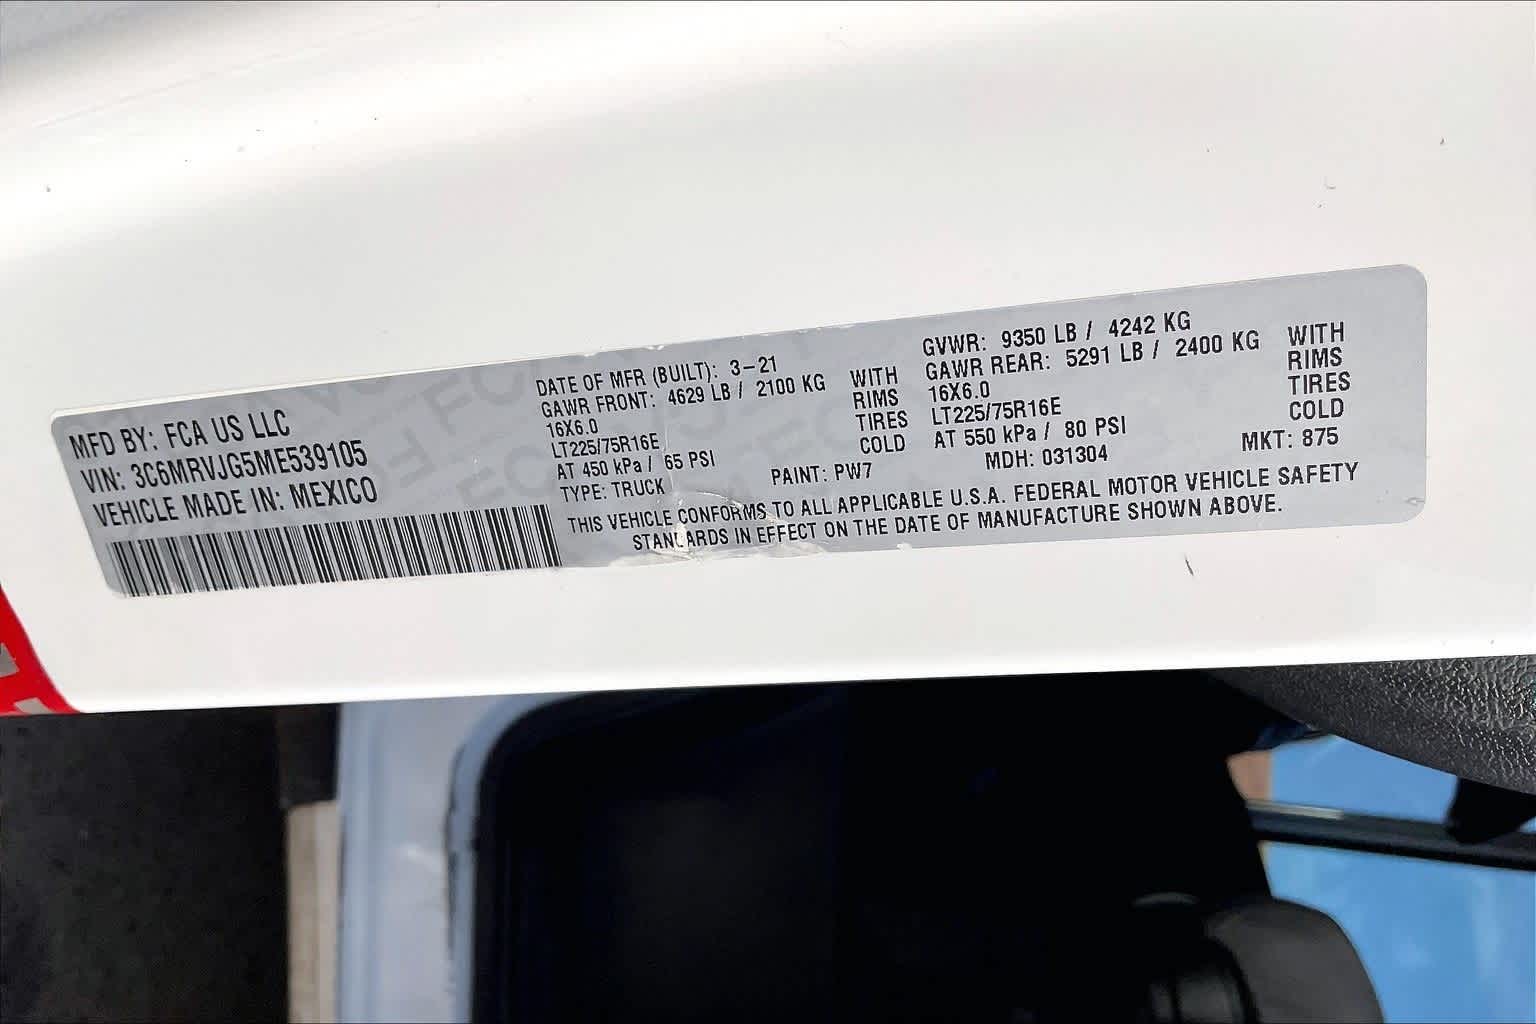 MFD BY: FCA US LLC
VIN: 3C6MRVJG5ME539105
VEHICLE MADE IN: MEXICO
DATE OF MFR (BUILT): 3-21
GAWR FRONT: 4629 LB / 2100 KG WITH
16X6.0 RIMS
LT225/75R16E TIRES
AT 450 kPa / 65 PSI COLD
TYPE: TRUCK PAINT: PW7
GVWR: 9350 LB / 4242 KG
GAWR REAR: 5291 LB / 2400 KG WITH
16X6.0 RIMS
LT225/75R16E TIRES
AT 550 kPa / 80 PSI COLD
MDH: 031304 MKT: 875
THIS VEHICLE CONFORMS TO ALL APPLICABLE U.S.A. FEDERAL MOTOR VEHICLE SAFETY
STANDARDS IN EFFECT ON THE DATE OF MANUFACTURE SHOWN ABOVE.